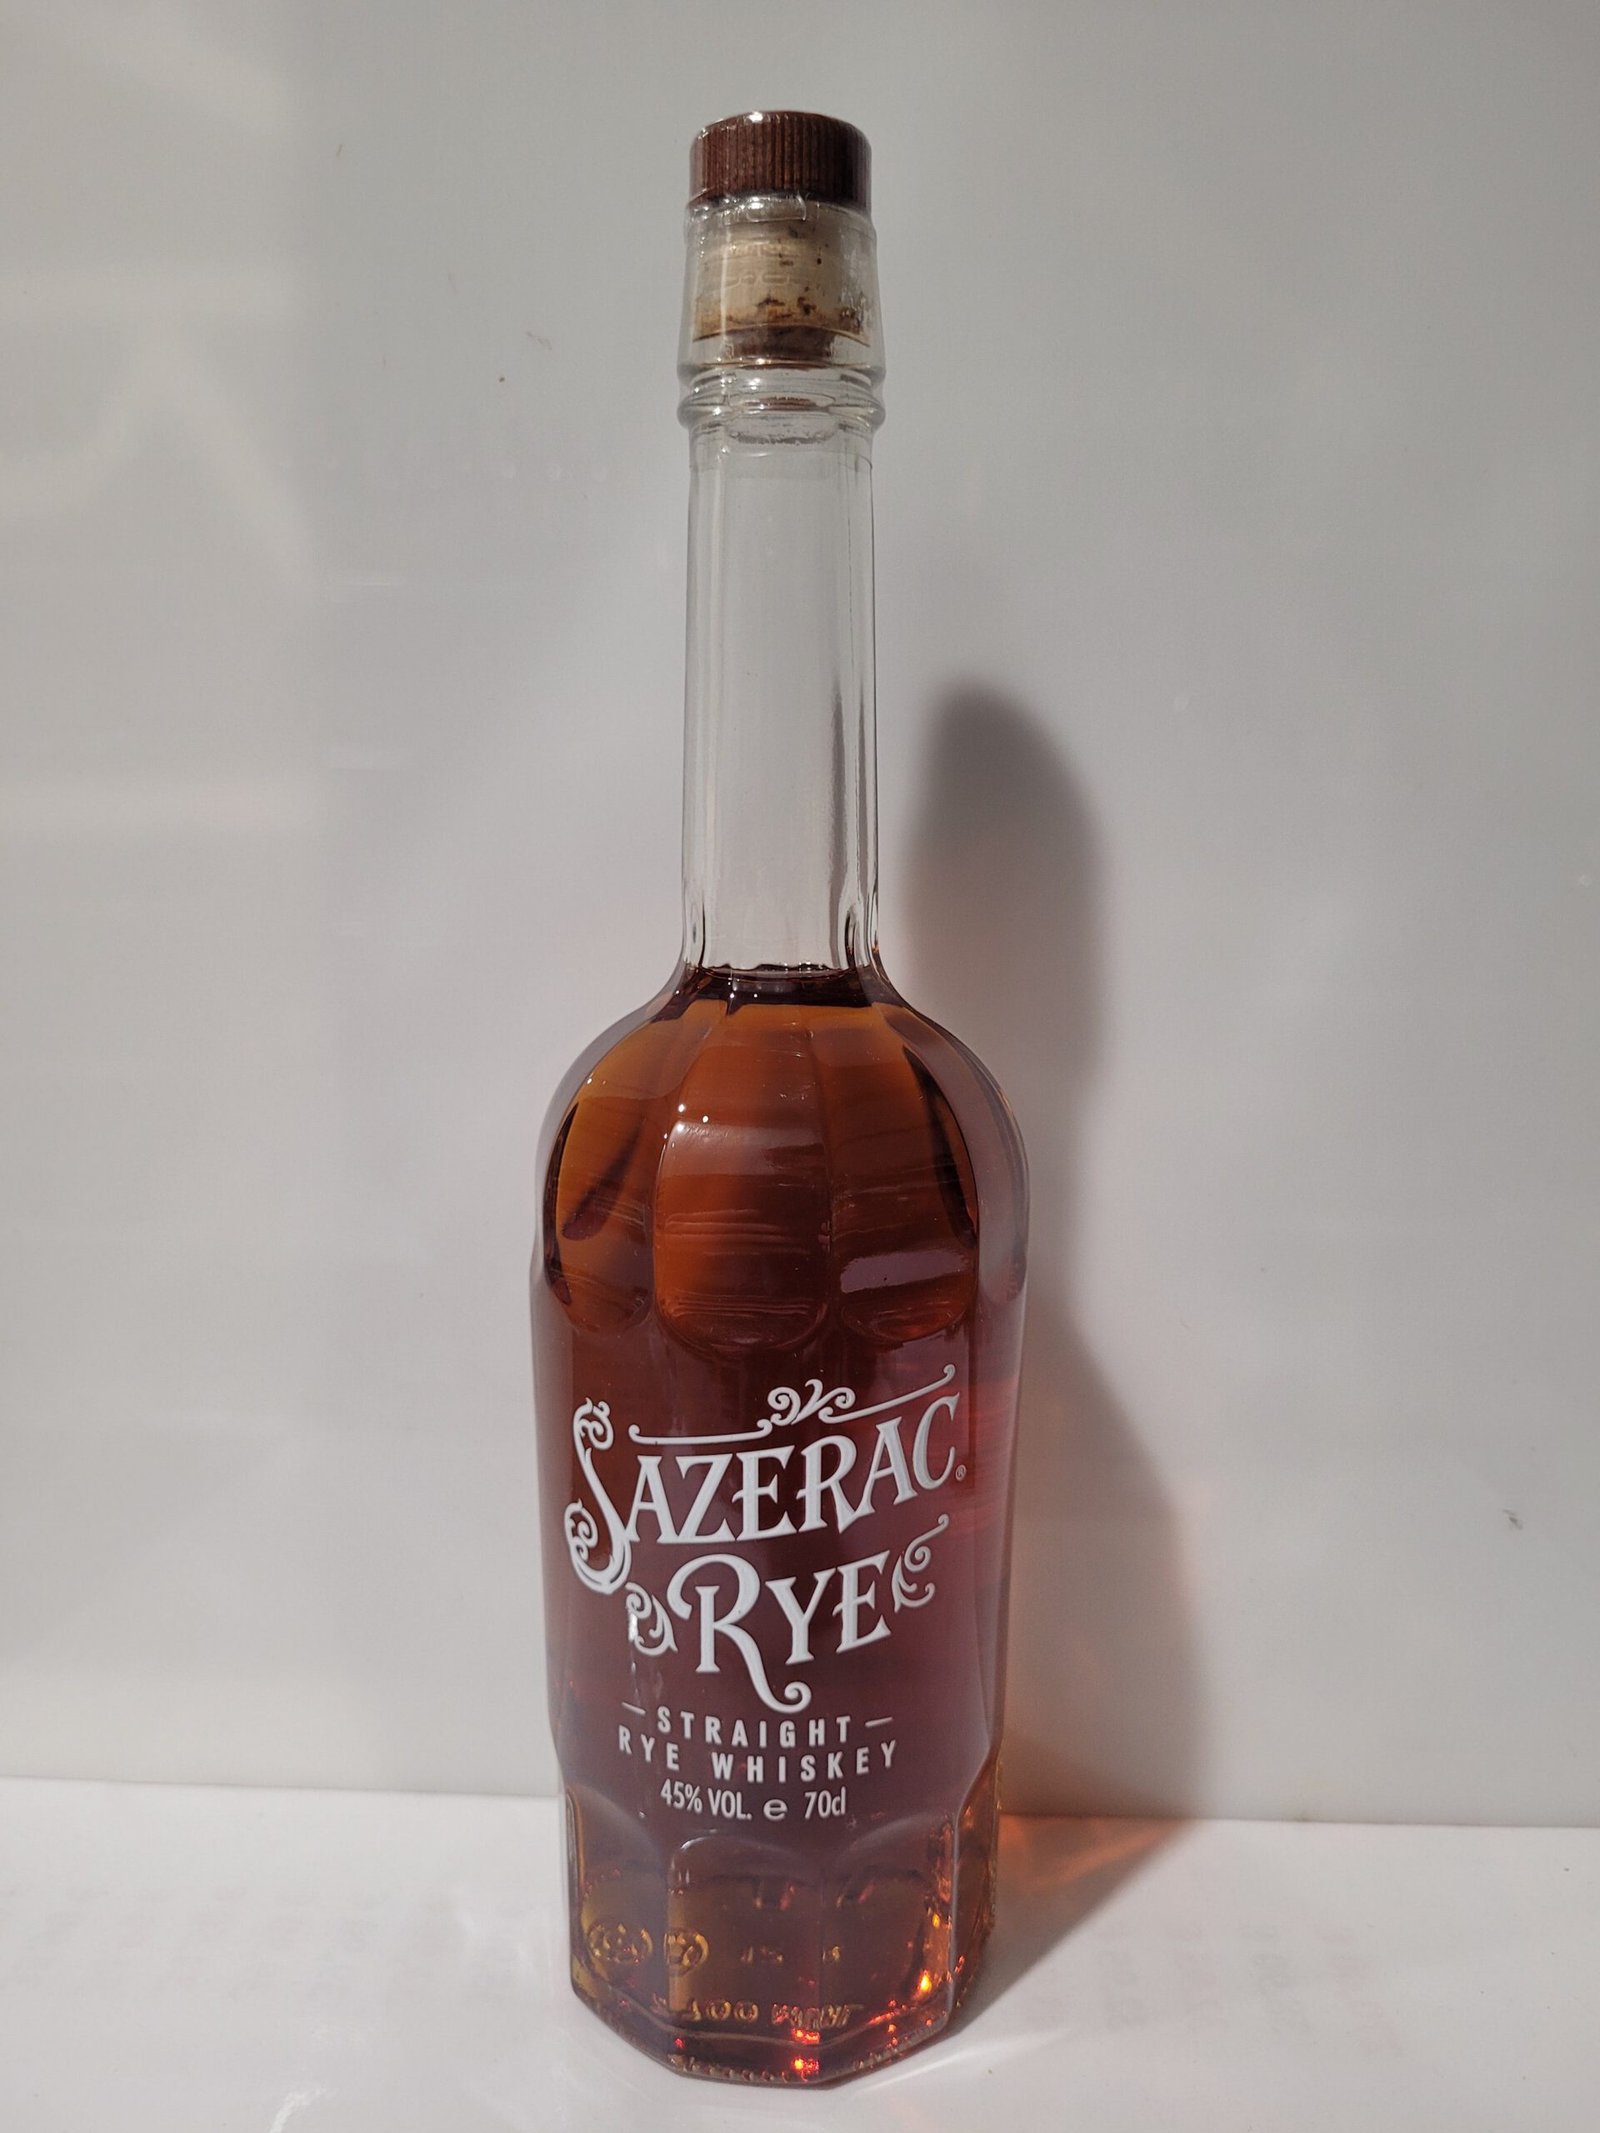 SAZERAC®
RYE
STRAIGHT
RYE WHISKEY
45% VOL. e 70cl